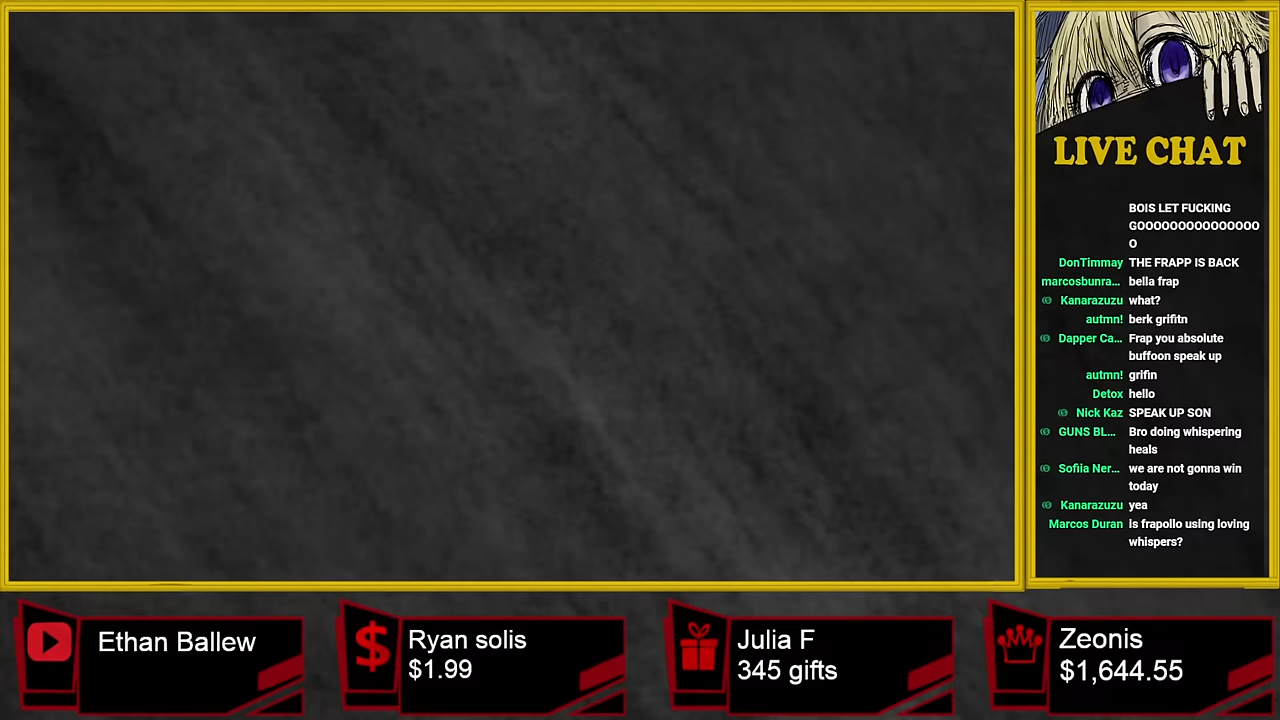 LIVE CHAT
BOIS LET FUCKING
GOOOOOOOOOOOOOOO
O
DonTimmay THE FRAPP IS BACK
marcosbunra... bella frap
Kanarazuzu what?
autmn! berk grifitn
Dapper Ca... Frap you absolute
buffoon speak up
autmn! grifin
Detox hello
Nick Kaz SPEAK UP SON
GUNS BL... Bro doing whispering
heals
Sofiia Ner... we are not gonna win
today
Kanarazuzu yea
Marcos Duran is frapollo using loving
whispers?
Ethan Ballew
Ryan solis
$1.99
Julia F
345 gifts
Zeonis
$1,644.55